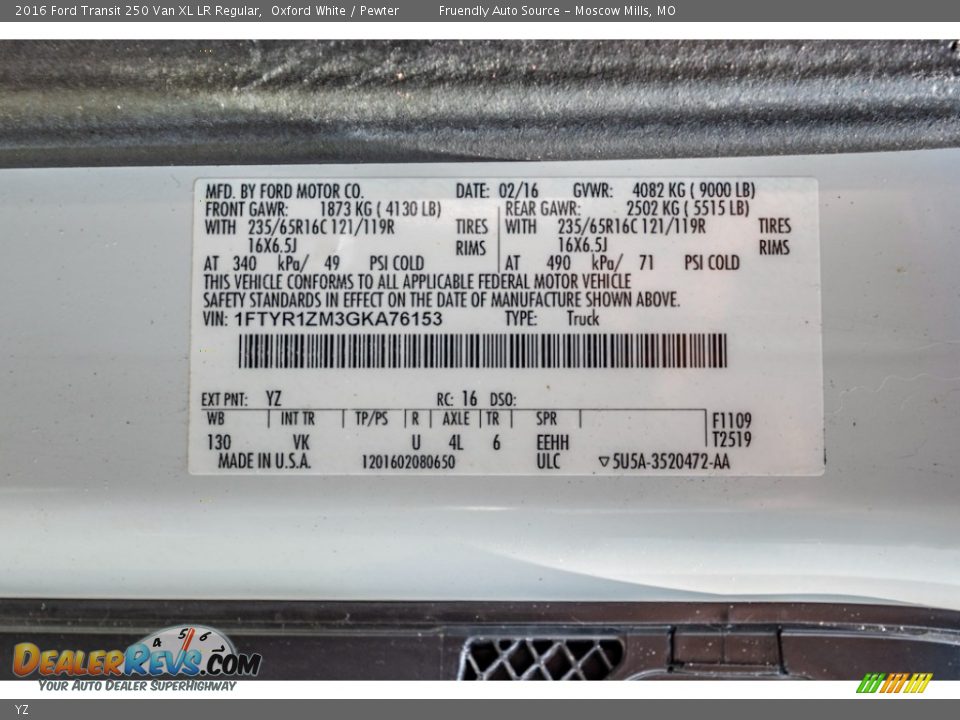 2016 Ford Transit 250 Van XL LR Regular, Oxford White / Pewter Fruendly Auto Source - Moscow Mills, MO
MFD. BY FORD MOTOR CO. DATE: 02/16 GVWR: 4082 KG ( 9000 LB)
FRONT GAWR: 1873 KG ( 4130 LB) REAR GAWR: 2502 KG ( 5515 LB)
WITH 235/65R16C 121/119R TIRES WITH 235/65R16C 121/119R TIRES
16X6.5J RIMS 16X6.5J RIMS
AT 340 kPa/ 49 PSI COLD AT 490 kPa/ 71 PSI COLD
THIS VEHICLE CONFORMS TO ALL APPLICABLE FEDERAL MOTOR VEHICLE
SAFETY STANDARDS IN EFFECT ON THE DATE OF MANUFACTURE SHOWN ABOVE.
VIN: 1FTYR1ZM3GKA76153 TYPE: Truck
EXT PNT: YZ RC: 16 DSO:
WB INT TR TP/PS R AXLE TR SPR F1109
130 VK U 4L 6 EEHH T2519
MADE IN U.S.A. 1201602080650 ULC ▽5U5A-3520472-AA
4 5 6
DEALERREVS.COM
YOUR AUTO DEALER SUPERHIGHWAY
YZ